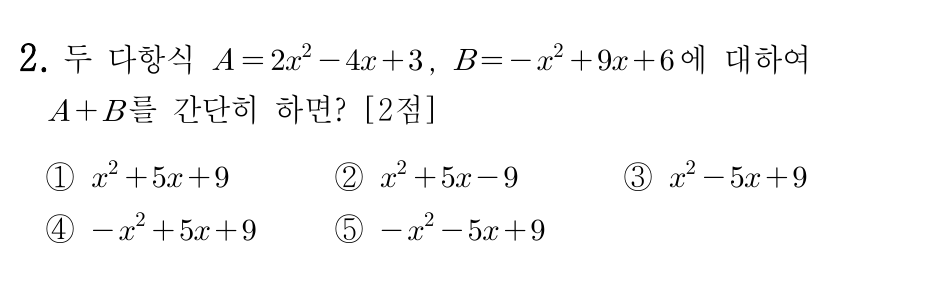 2. 두 다항식 A=2x²-4x+3, B=-x²+9x+6에 대하여
A+B를 간단히 하면? [2점]
① x²+5x+9 ② x²+5x-9 ③ x²-5x+9
④ -x²+5x+9 ⑤ -x²-5x+9